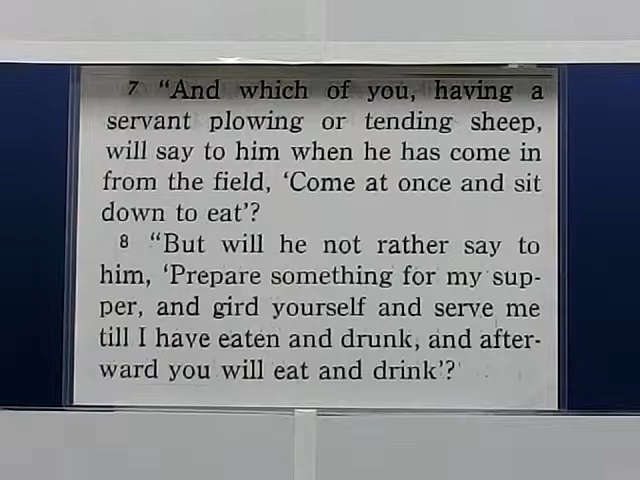 7 “And which of you, having a
servant plowing or tending sheep,
will say to him when he has come in
from the field, ‘Come at once and sit
down to eat’?
8 “But will he not rather say to
him, ‘Prepare something for my sup-
per, and gird yourself and serve me
till I have eaten and drunk, and after-
ward you will eat and drink’?